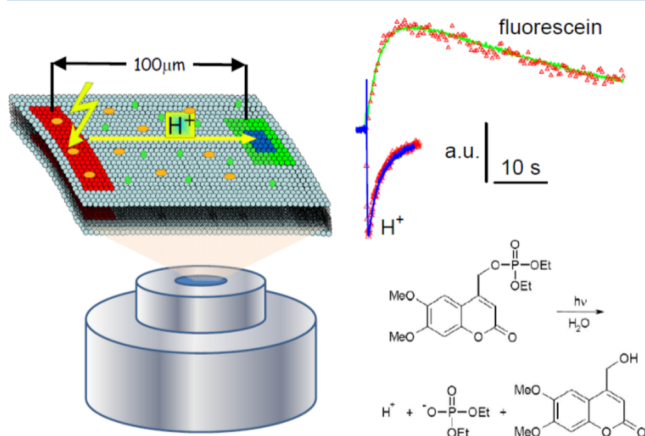 100μm
H⁺
fluorescein
a.u.
10 s
H⁺
O
O P OEt
OEt
MeO
MeO
O O
hν
H₂O
OH
H⁺ + ⁻O P OEt +
O
OEt
MeO
MeO
O O